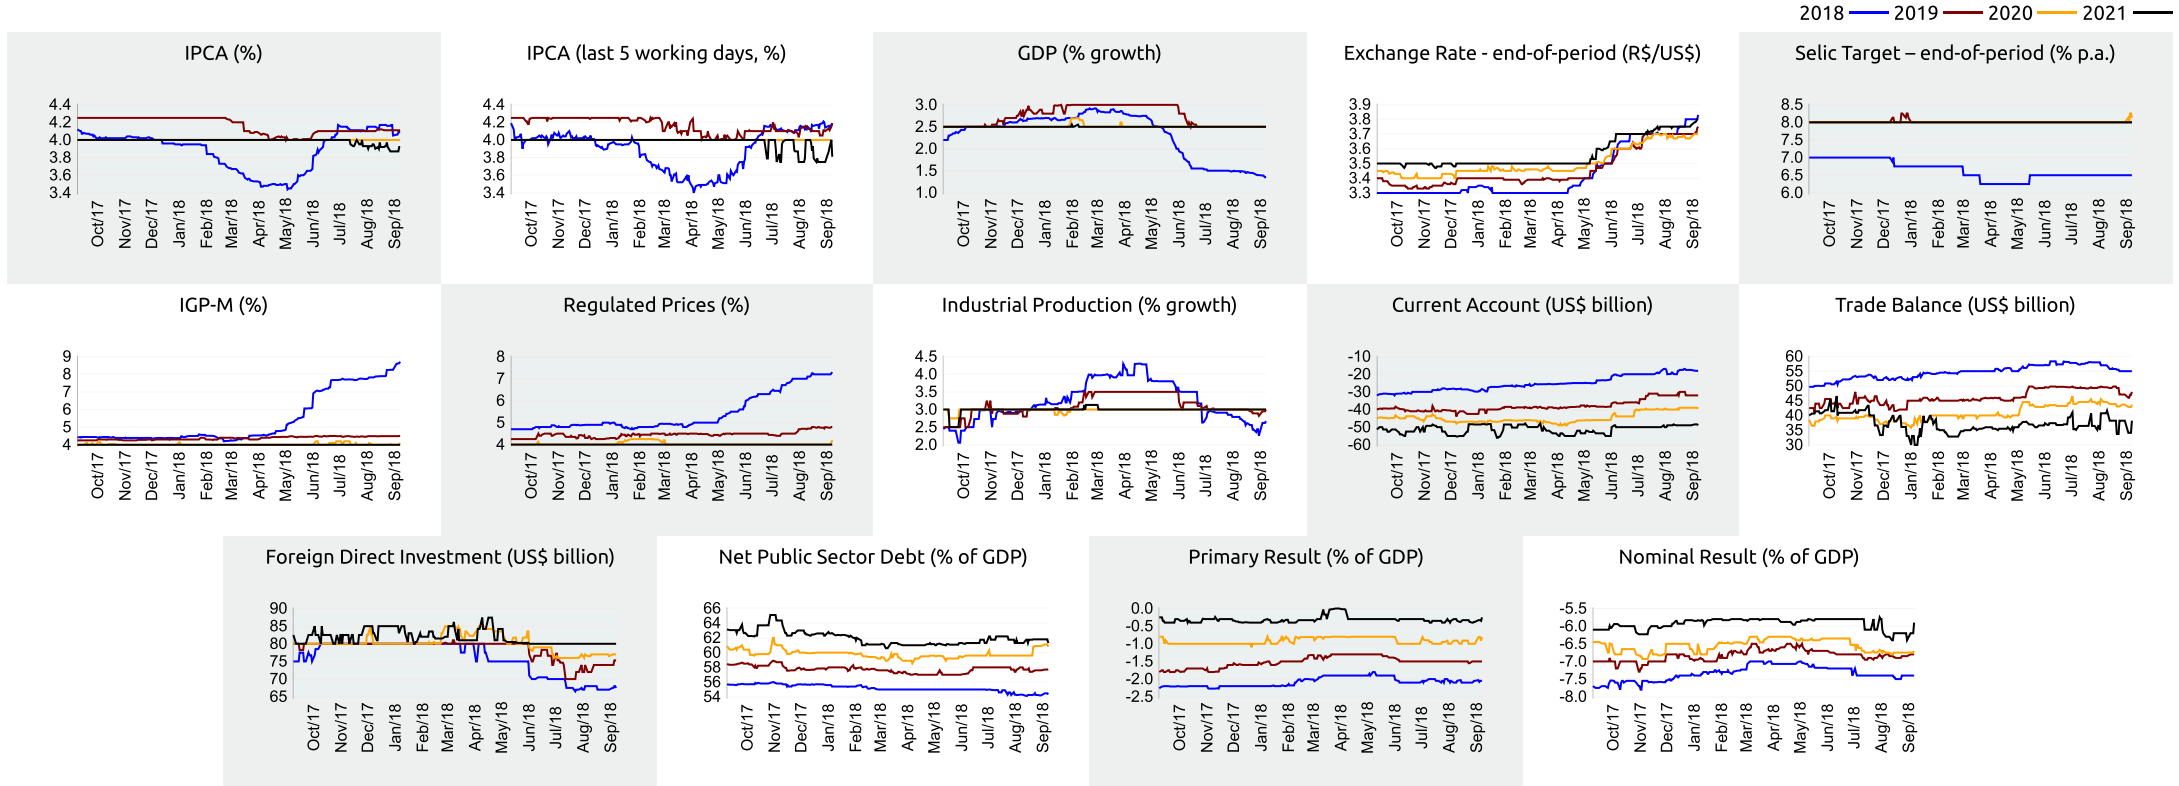 2018 2019 2020 2021
IPCA (%)
4.4
4.2
4.0
3.8
3.6
3.4
Oct/17 Nov/17 Dec/17 Jan/18 Feb/18 Mar/18 Apr/18 May/18 Jun/18 Jul/18 Aug/18 Sep/18
IPCA (last 5 working days, %)
4.4
4.2
4.0
3.8
3.6
3.4
Oct/17 Nov/17 Dec/17 Jan/18 Feb/18 Mar/18 Apr/18 May/18 Jun/18 Jul/18 Aug/18 Sep/18
GDP (% growth)
3.0
2.5
2.0
1.5
1.0
Oct/17 Nov/17 Dec/17 Jan/18 Feb/18 Mar/18 Apr/18 May/18 Jun/18 Jul/18 Aug/18 Sep/18
Exchange Rate - end-of-period (R$/US$)
3.9
3.8
3.7
3.6
3.5
3.4
3.3
Oct/17 Nov/17 Dec/17 Jan/18 Feb/18 Mar/18 Apr/18 May/18 Jun/18 Jul/18 Aug/18 Sep/18
Selic Target – end-of-period (% p.a.)
8.5
8.0
7.5
7.0
6.5
6.0
Oct/17 Nov/17 Dec/17 Jan/18 Feb/18 Mar/18 Apr/18 May/18 Jun/18 Jul/18 Aug/18 Sep/18
IGP-M (%)
9
8
7
6
5
4
Oct/17 Nov/17 Dec/17 Jan/18 Feb/18 Mar/18 Apr/18 May/18 Jun/18 Jul/18 Aug/18 Sep/18
Regulated Prices (%)
8
7
6
5
4
Oct/17 Nov/17 Dec/17 Jan/18 Feb/18 Mar/18 Apr/18 May/18 Jun/18 Jul/18 Aug/18 Sep/18
Industrial Production (% growth)
4.5
4.0
3.5
3.0
2.5
2.0
Oct/17 Nov/17 Dec/17 Jan/18 Feb/18 Mar/18 Apr/18 May/18 Jun/18 Jul/18 Aug/18 Sep/18
Current Account (US$ billion)
-10
-20
-30
-40
-50
-60
Oct/17 Nov/17 Dec/17 Jan/18 Feb/18 Mar/18 Apr/18 May/18 Jun/18 Jul/18 Aug/18 Sep/18
Trade Balance (US$ billion)
60
55
50
45
40
35
30
Oct/17 Nov/17 Dec/17 Jan/18 Feb/18 Mar/18 Apr/18 May/18 Jun/18 Jul/18 Aug/18 Sep/18
Foreign Direct Investment (US$ billion)
90
85
80
75
70
65
Oct/17 Nov/17 Dec/17 Jan/18 Feb/18 Mar/18 Apr/18 May/18 Jun/18 Jul/18 Aug/18 Sep/18
Net Public Sector Debt (% of GDP)
66
64
62
60
58
56
54
Oct/17 Nov/17 Dec/17 Jan/18 Feb/18 Mar/18 Apr/18 May/18 Jun/18 Jul/18 Aug/18 Sep/18
Primary Result (% of GDP)
0.0
-0.5
-1.0
-1.5
-2.0
-2.5
Oct/17 Nov/17 Dec/17 Jan/18 Feb/18 Mar/18 Apr/18 May/18 Jun/18 Jul/18 Aug/18 Sep/18
Nominal Result (% of GDP)
-5.5
-6.0
-6.5
-7.0
-7.5
-8.0
Oct/17 Nov/17 Dec/17 Jan/18 Feb/18 Mar/18 Apr/18 May/18 Jun/18 Jul/18 Aug/18 Sep/18